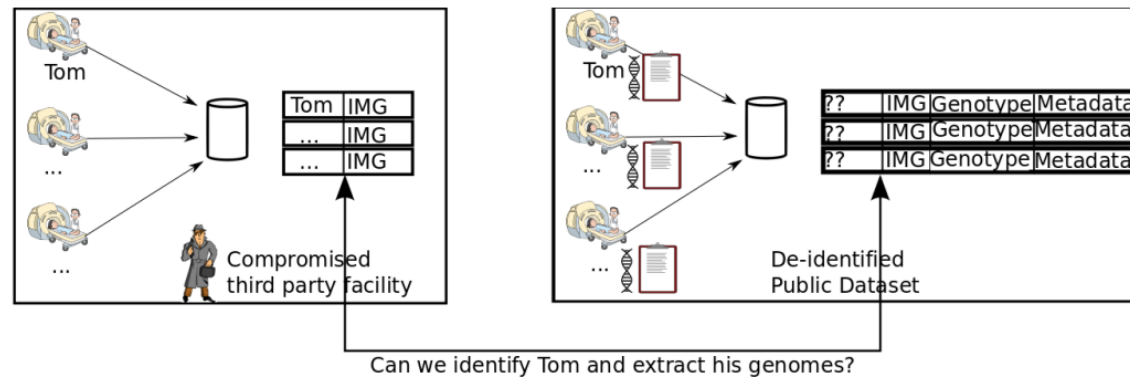 Tom
...
...
Tom IMG
... IMG
... IMG
Compromised
third party facility
Tom
...
...
?? IMG Genotype Metadata
?? IMG Genotype Metadata
?? IMG Genotype Metadata
De-identified
Public Dataset
Can we identify Tom and extract his genomes?